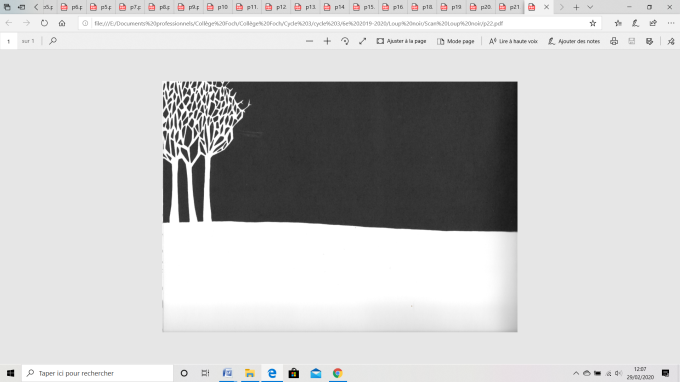 p5.p p6.p p5.p p7.p p8.p p9.p p10 p11. p12. p13. p14 p15. p16 p18. p19 p20 p21
file:///E:/Documents%20professionnels/Collège%20Foch/Collège%20Foch/Cycle%203/cycle%203/6e%202019-2020/Loup%20noir/Scan%20Loup%20noir/p22.pdf
1 sur 1 Ajuster à la page Mode page Lire à haute voix Ajouter des notes
Taper ici pour rechercher
12:07
29/02/2020